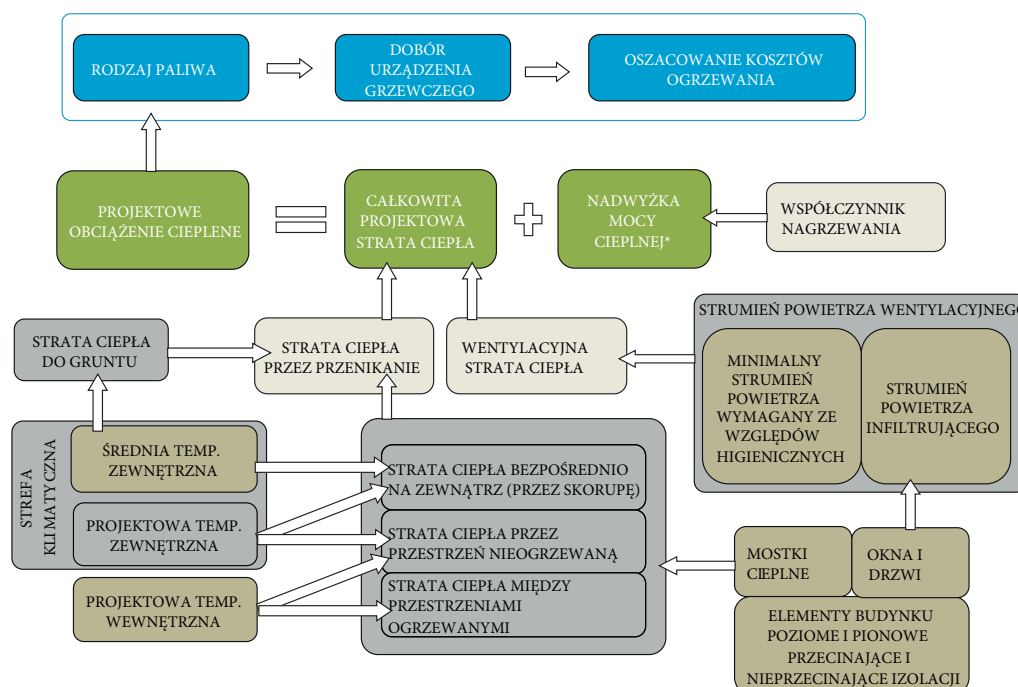 RODZAJ PALIWA
DOBÓR
URZĄDZENIA
GRZEWCZEGO
OSZACOWANIE KOSZTÓW
OGRZEWANIA
PROJEKTOWE
OBCIĄŻENIE CIEPLENE
=
CAŁKOWITA
PROJEKTOWA
STRATA CIEPŁA
+
NADWYŻKA
MOCY
CIEPLNEJ*
WSPÓŁCZYNNIK
NAGRZEWANIA
STRATA CIEPŁA
DO GRUNTU
STRATA CIEPŁA
PRZEZ PRZENIKANIE
WENTYLACYJNA
STRATA CIEPŁA
STRUMIEŃ POWIETRZA WENTYLACYJNEGO
MINIMALNY
STRUMIEŃ
POWIETRZA
WYMAGANY ZE
WZGLĘDÓW
HIGIENICZNYCH
STRUMIEŃ
POWIETRZA
INFILTRUJĄCEGO
STREFA
KLIMATYCZNA
ŚREDNIA TEMP.
ZEWNĘTRZNA
PROJEKTOWA TEMP.
ZEWNĘTRZNA
PROJEKTOWA TEMP.
WEWNĘTRZNA
STRATA CIEPŁA BEZPOŚREDNIO
NA ZEWNĄTRZ (PRZEZ SKORUPĘ)
STRATA CIEPŁA PRZEZ
PRZESTRZEŃ NIEOGRZEWANĄ
STRATA CIEPŁA MIĘDZY
PRZESTRZENIAMI
OGRZEWANYMI
MOSTKI
CIEPLNE
OKNA I
DRZWI
ELEMENTY BUDYNKU
POZIOME I PIONOWE
PRZECINAJĄCE I
NIEPRZECINAJĄCE IZOLACJI